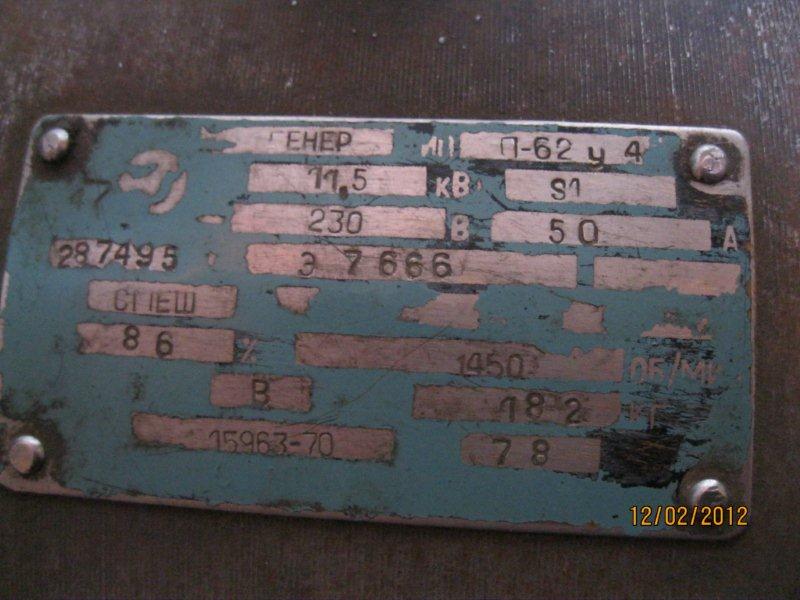 ГЕНЕР П-62 у 4
11,5 кВ S1
230 В 50 А
287495 Э 7666
СПЕШ
86 % 1450 ОБ/МИ
В 182 КГ
15963-70 78
12/02/2012